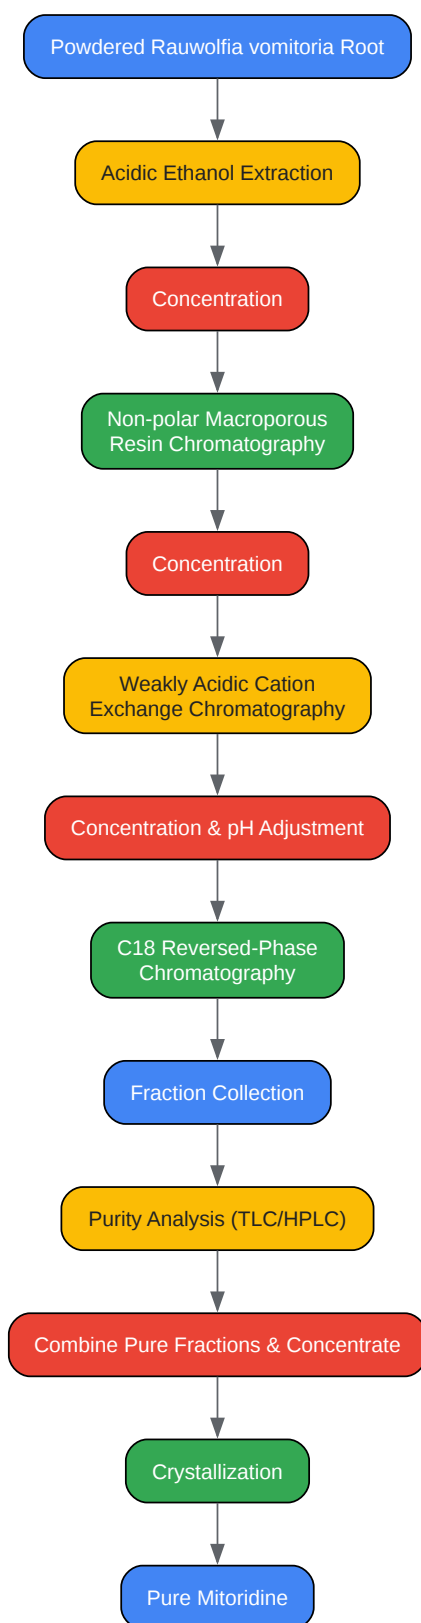 Powdered Rauwolfia vomitoria Root
Acidic Ethanol Extraction
Concentration
Non-polar Macroporous
Resin Chromatography
Concentration
Weakly Acidic Cation
Exchange Chromatography
Concentration & pH Adjustment
C18 Reversed-Phase
Chromatography
Fraction Collection
Purity Analysis (TLC/HPLC)
Combine Pure Fractions & Concentrate
Crystallization
Pure Mitoridine